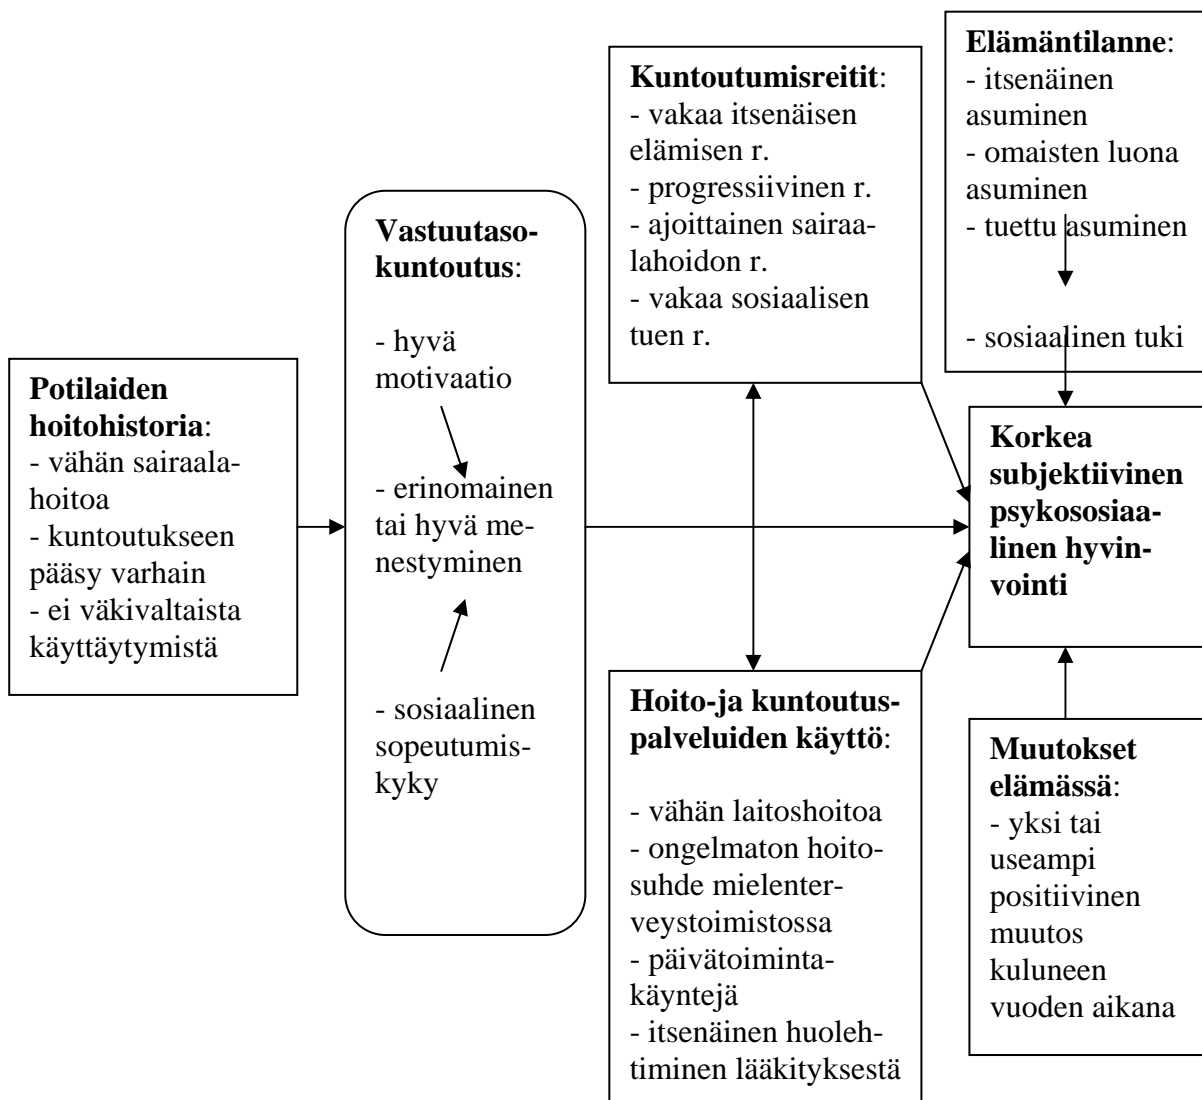 Potilaiden
hoitohistoria:
- vähän sairaala-
hoitoa
- kuntoutukseen
pääsy varhain
- ei väkivaltaista
käyttäytymistä
Vastuutaso-
kuntoutus:
- hyvä
motivaatio
- erinomainen
tai hyvä me-
nestyminen
- sosiaalinen
sopeutumis-
kyky
Kuntoutumisreitit:
- vakaa itsenäisen
elämisen r.
- progressiivinen r.
- ajoittainen sairaa-
lahoidon r.
- vakaa sosiaalisen
tuen r.
Hoito-ja kuntoutus-
palveluiden käyttö:
- vähän laitoshoitoa
- ongelmaton hoito-
suhde mielenter-
veystoimistossa
- päivätoiminta-
käyntejä
- itsenäinen huoleh-
timinen lääkityksestä
Elämäntilanne:
- itsenäinen
asuminen
- omaisten luona
asuminen
- tuettu asuminen
- sosiaalinen tuki
Korkea
subjektiivinen
psykososiaa-
linen hyvin-
vointi
Muutokset
elämässä:
- yksi tai
useampi
positiivinen
muutos
kuluneen
vuoden aikana